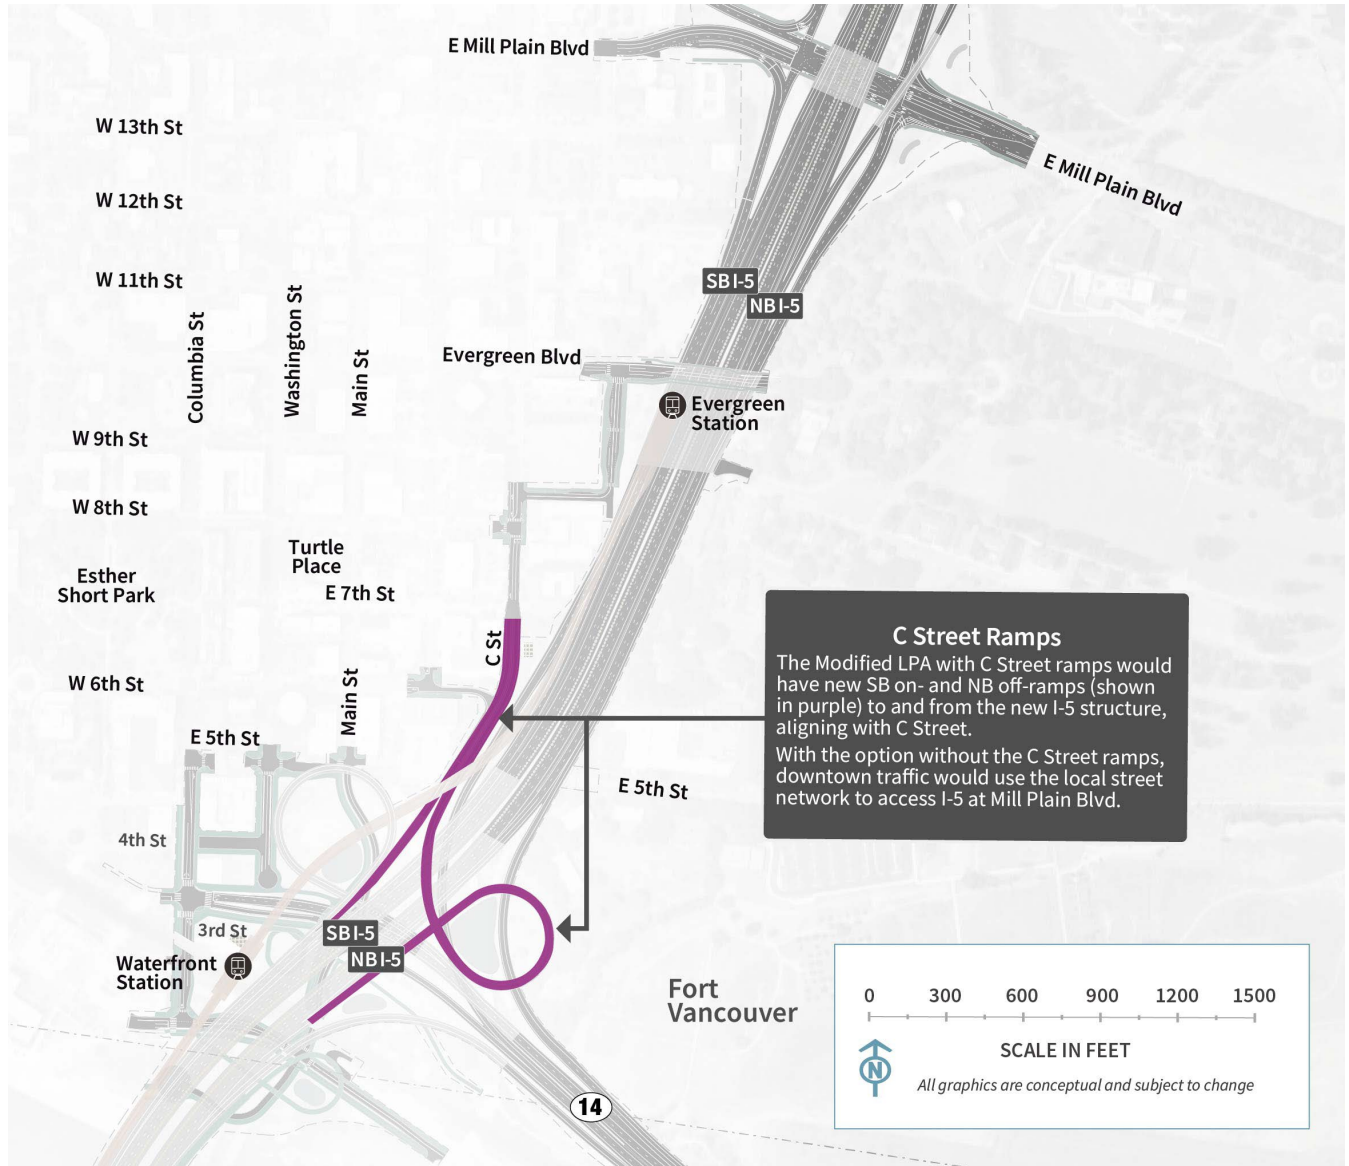 E Mill Plain Blvd
W 13th St
E Mill Plain Blvd
W 12th St
W 11th St
SB I-5
NB I-5
Columbia St
Washington St
Main St
Evergreen Blvd
Evergreen
Station
W 9th St
W 8th St
Turtle
Place
Esther
Short Park
E 7th St
C St
W 6th St
Main St
E 5th St
E 5th St
C Street Ramps
The Modified LPA with C Street ramps would
have new SB on- and NB off-ramps (shown
in purple) to and from the new I-5 structure,
aligning with C Street.
With the option without the C Street ramps,
downtown traffic would use the local street
network to access I-5 at Mill Plain Blvd.
4th St
3rd St
SB I-5
NB I-5
Waterfront
Station
Fort
Vancouver
14
0 300 600 900 1200 1500
SCALE IN FEET
N
All graphics are conceptual and subject to change